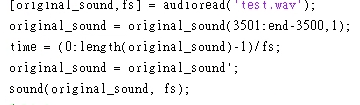 [original_sound,fs] = audioread('test.wav');
original_sound = original_sound(3501:end-3500,1);
time = (0:length(original_sound)-1)/fs;
original_sound = original_sound';
sound(original_sound, fs);